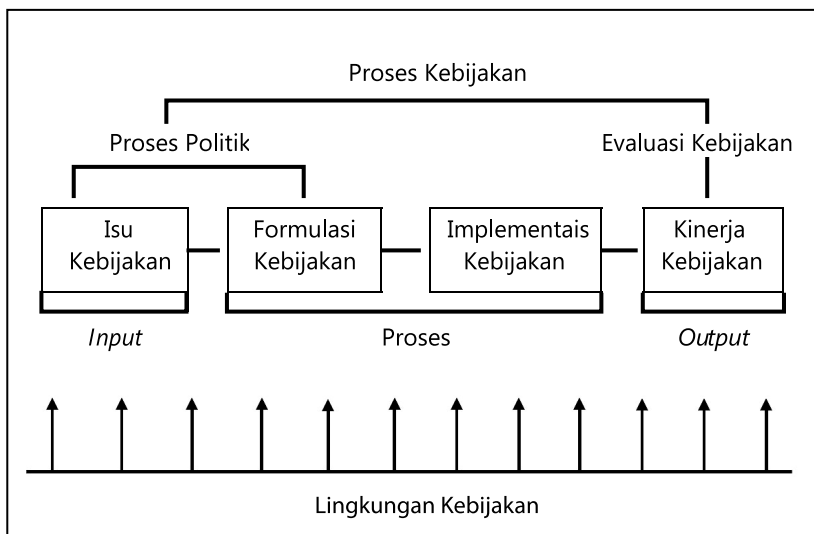 Proses Kebijakan
Proses Politik
Evaluasi Kebijakan
Isu
Kebijakan
Formulasi
Kebijakan
Implementais
Kebijakan
Kinerja
Kebijakan
Input
Proses
Output
Lingkungan Kebijakan